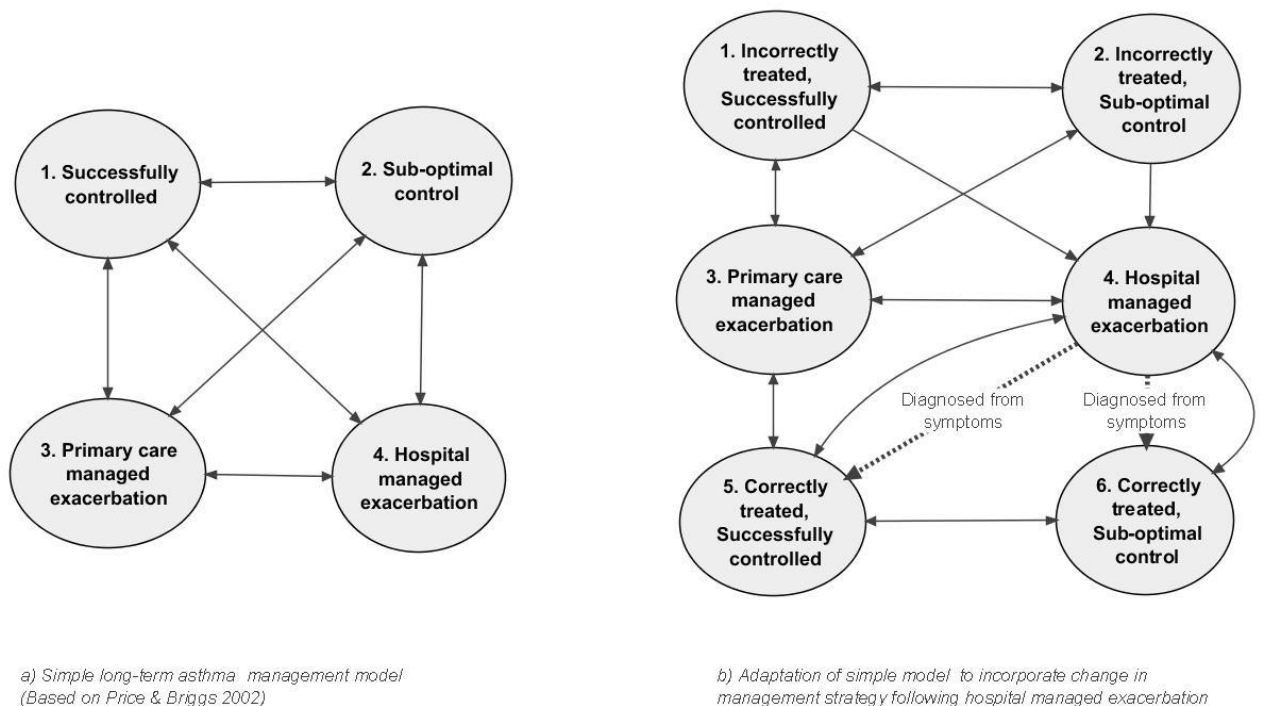 1. Successfully
controlled
2. Sub-optimal
control
3. Primary care
managed
exacerbation
4. Hospital
managed
exacerbation
a) Simple long-term asthma management model
(Based on Price & Briggs 2002)
1. Incorrectly
treated,
Successfully
controlled
2. Incorrectly
treated,
Sub-optimal
control
3. Primary care
managed
exacerbation
4. Hospital
managed
exacerbation
Diagnosed from
symptoms
Diagnosed from
symptoms
5. Correctly
treated,
Successfully
controlled
6. Correctly
treated,
Sub-optimal
control
b) Adaptation of simple model to incorporate change in
management strategy following hospital managed exacerbation